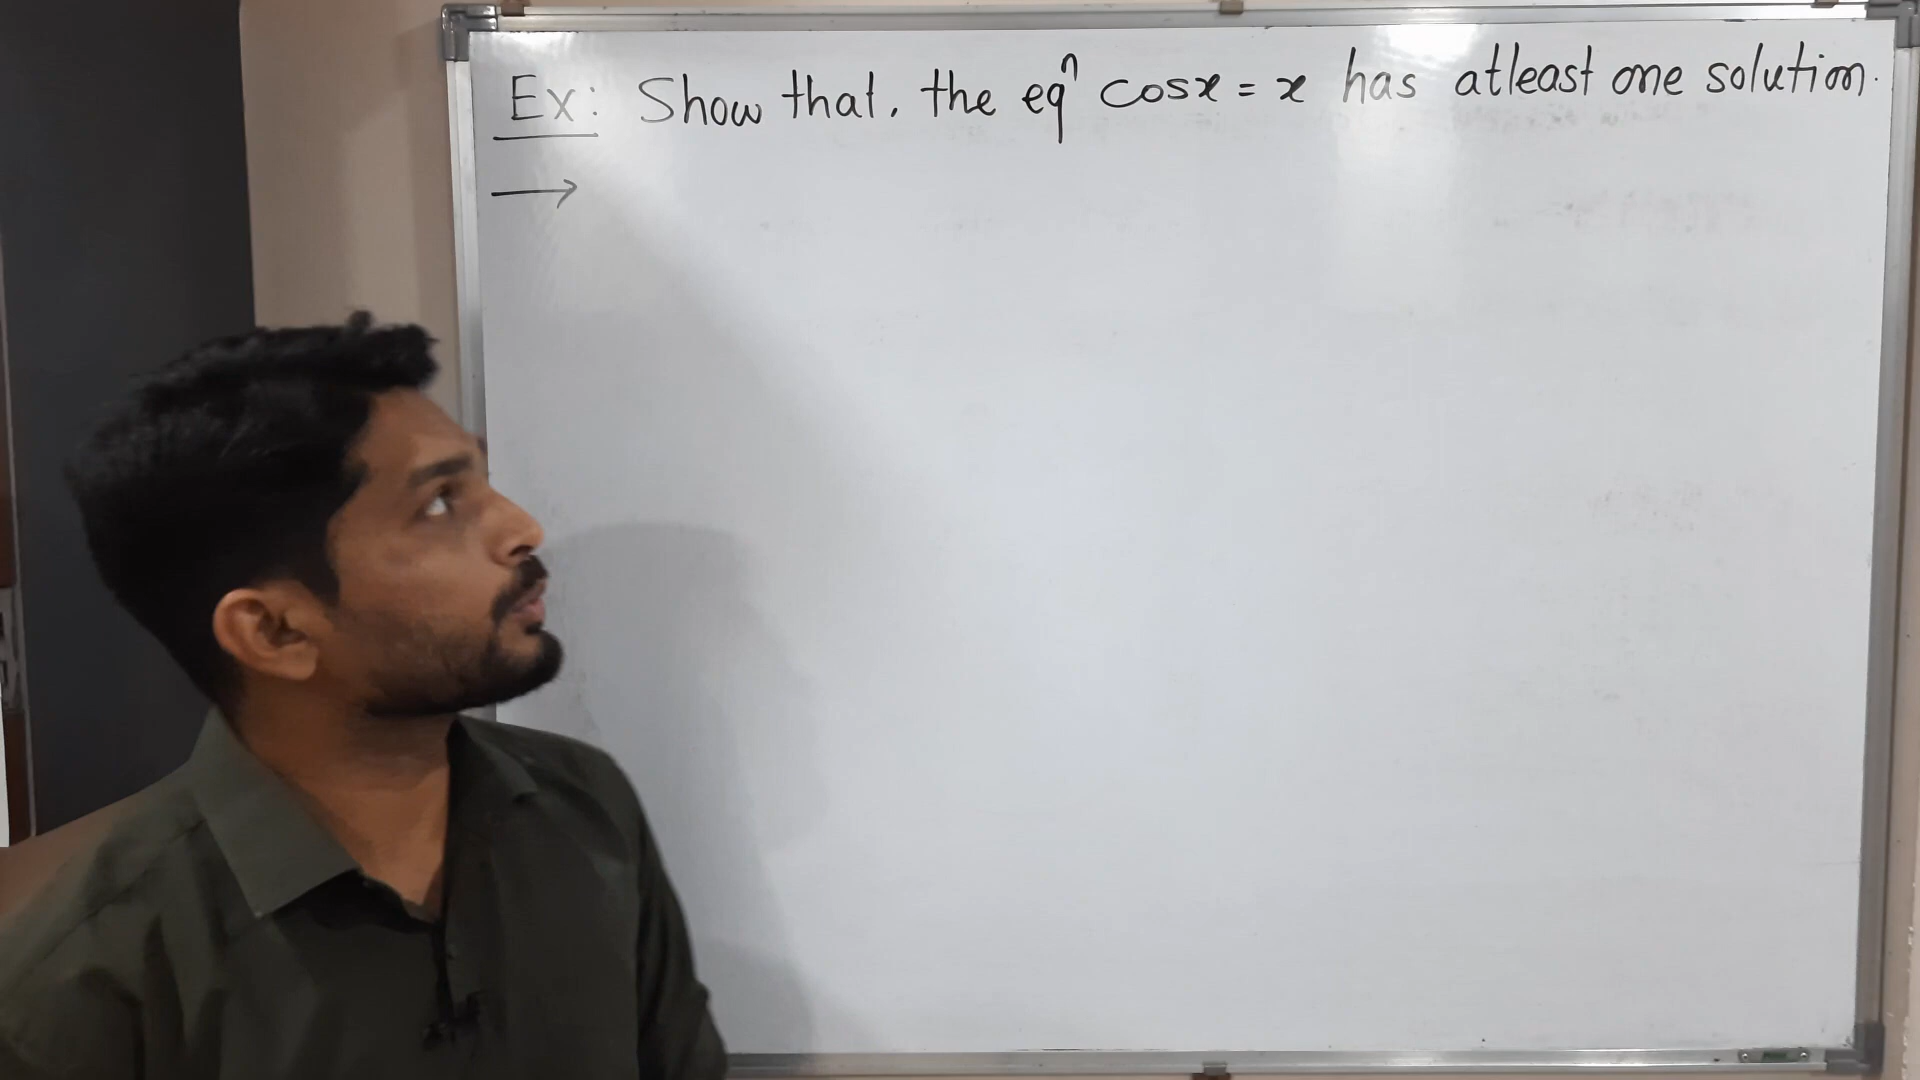 Ex: Show that, the eqⁿ cosx = x has atleast one solution.
→